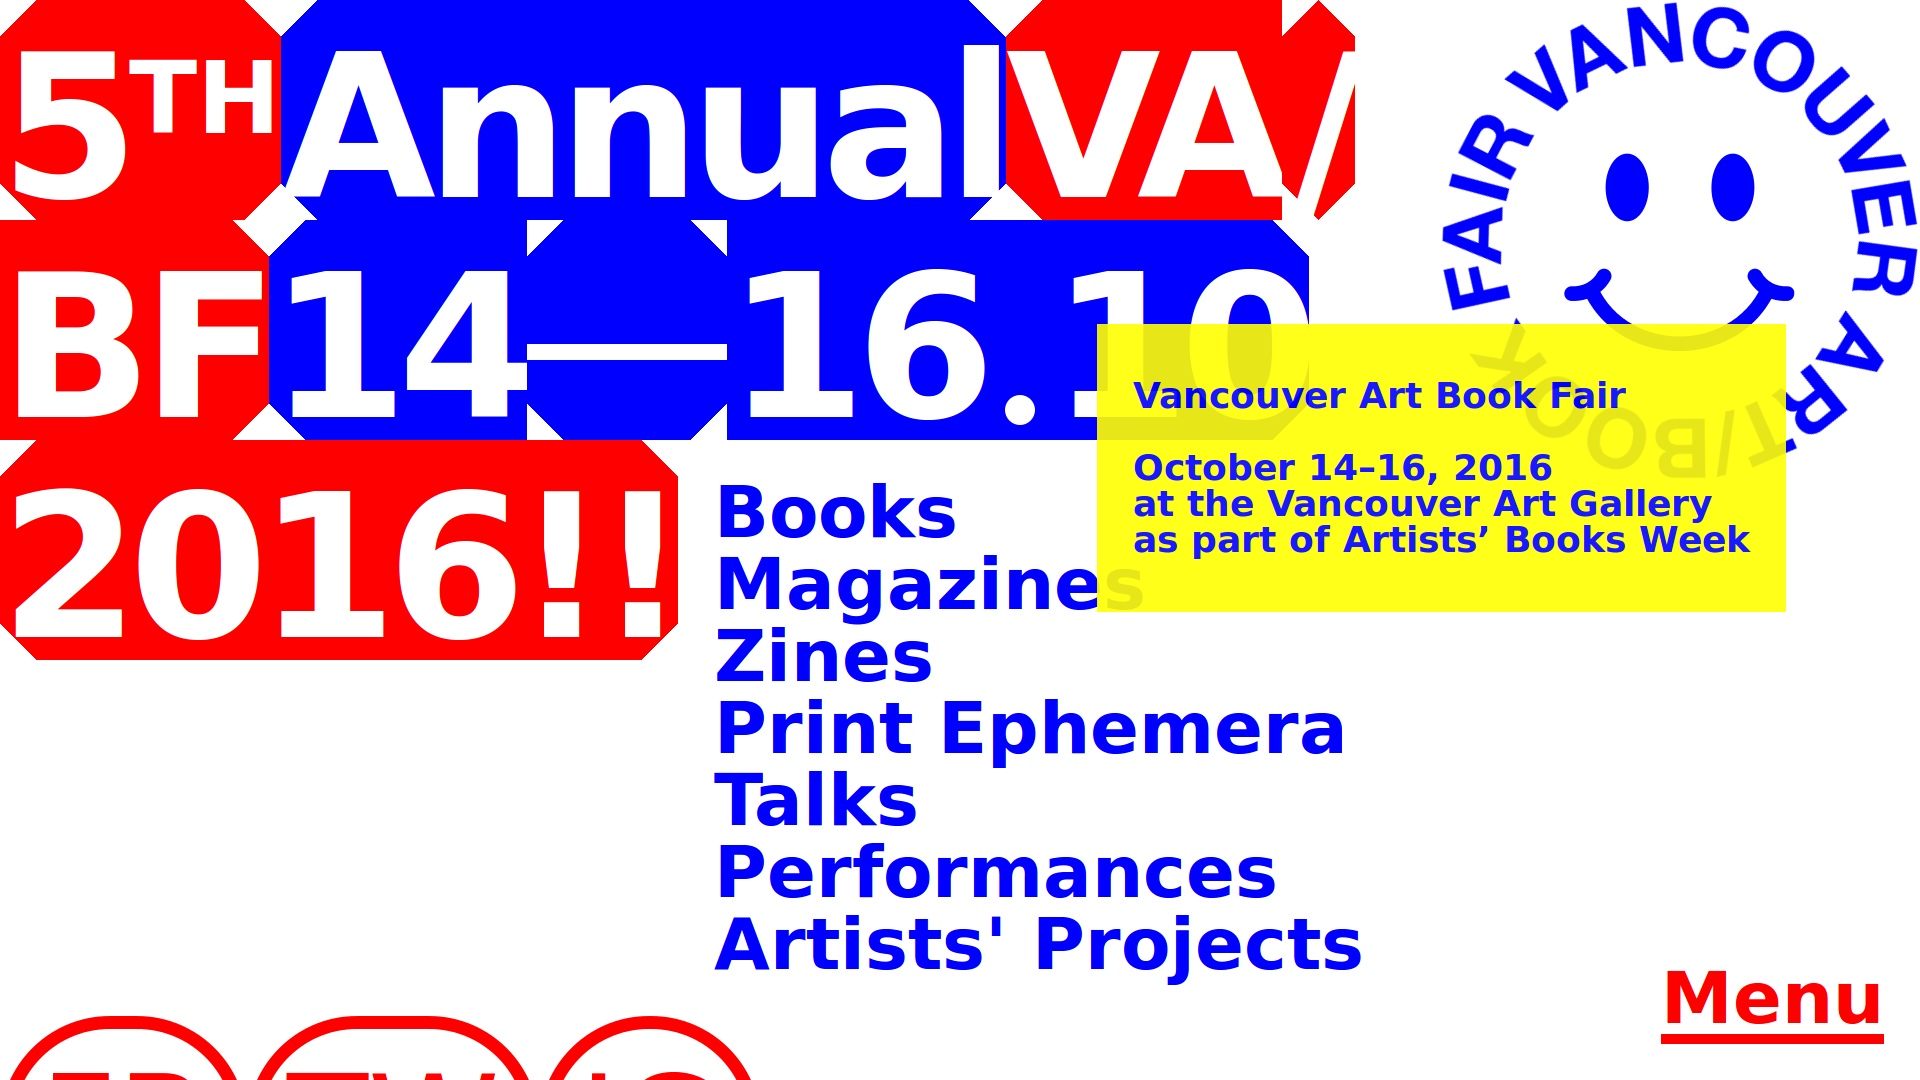 5TH Annual VA/
BF 14—16.10
2016!!
FAIR VANCOUVER ART/BOOK
Vancouver Art Book Fair
October 14–16, 2016
at the Vancouver Art Gallery
as part of Artists’ Books Week
Books
Magazines
Zines
Print Ephemera
Talks
Performances
Artists' Projects
Menu